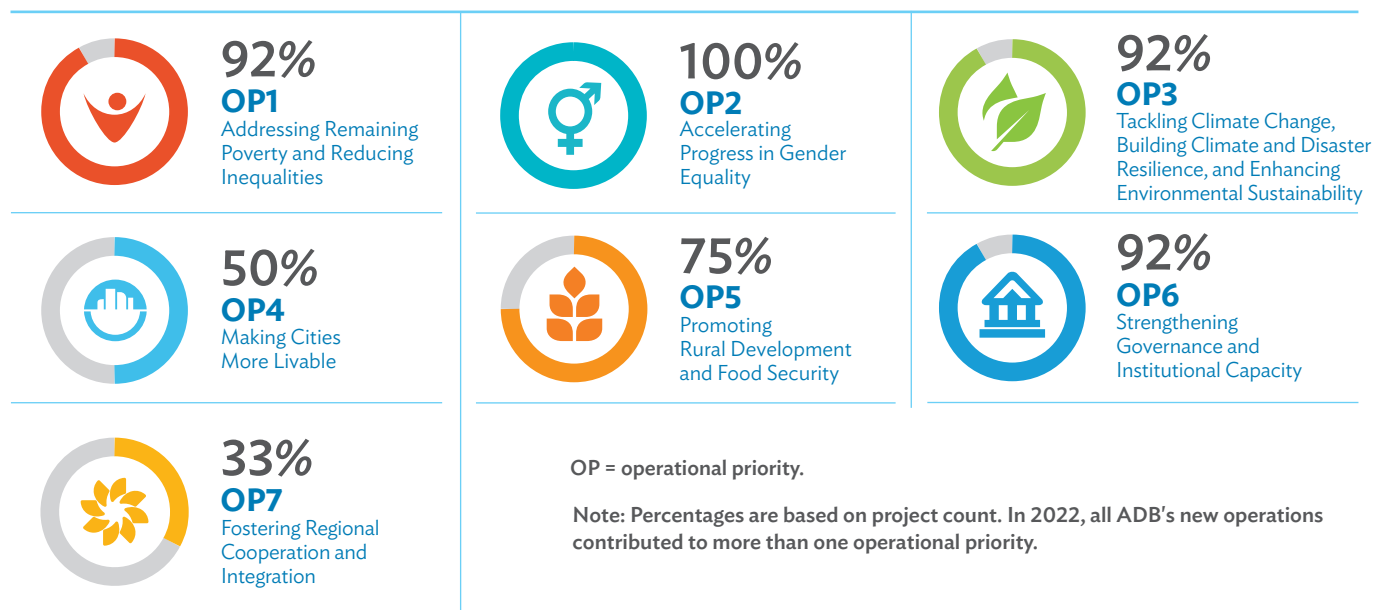 92%
OP1
Addressing Remaining
Poverty and Reducing
Inequalities
100%
OP2
Accelerating
Progress in Gender
Equality
92%
OP3
Tackling Climate Change,
Building Climate and Disaster
Resilience, and Enhancing
Environmental Sustainability
50%
OP4
Making Cities
More Livable
75%
OP5
Promoting
Rural Development
and Food Security
92%
OP6
Strengthening
Governance and
Institutional Capacity
33%
OP7
Fostering Regional
Cooperation and
Integration
OP = operational priority.
Note: Percentages are based on project count. In 2022, all ADB's new operations
contributed to more than one operational priority.